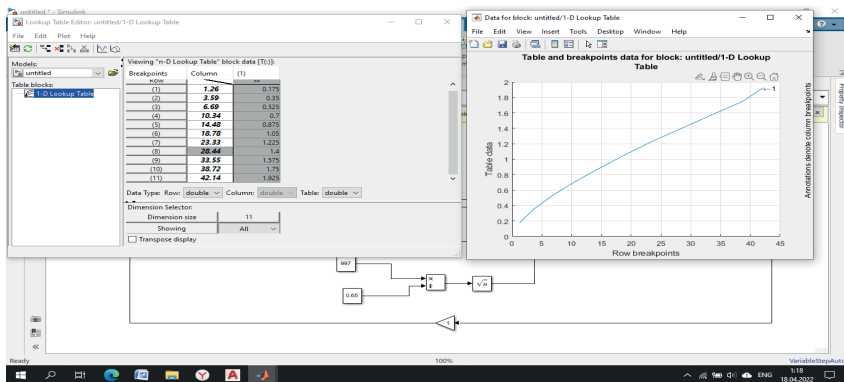 untitled * - Simulink
Lookup Table Editor: untitled/1-D Lookup Table
File Edit Plot Help
Models:
untitled
Table blocks:
1-D Lookup Table
Viewing "n-D Lookup Table" block data [T(:)]:
Breakpoints Column (1)
Row
(1) 1.26 0.175
(2) 3.59 0.35
(3) 6.69 0.525
(4) 10.34 0.7
(5) 14.48 0.875
(6) 18.78 1.05
(7) 23.33 1.225
(8) 28.44 1.4
(9) 33.55 1.575
(10) 38.72 1.75
(11) 42.14 1.925
Data Type: Row: double Column: double Table: double
Dimension Selector:
Dimension size 11
Showing All
Transpose display
Data for block: untitled/1-D Lookup Table
File Edit View Insert Tools Desktop Window Help
Table and breakpoints data for block: untitled/1-D Lookup
Table
2
1.8
1.6
1.4
1.2
1
0.8
0.6
0.4
0.2
0
0 5 10 15 20 25 30 35 40 45
Table data
Row breakpoints
←1
Annotations denote column breakpoints
Property Inspector
997
×
÷
0.65
√u
1
Ready 100% VariableStepAuto
ENG
1:18
18.04.2022